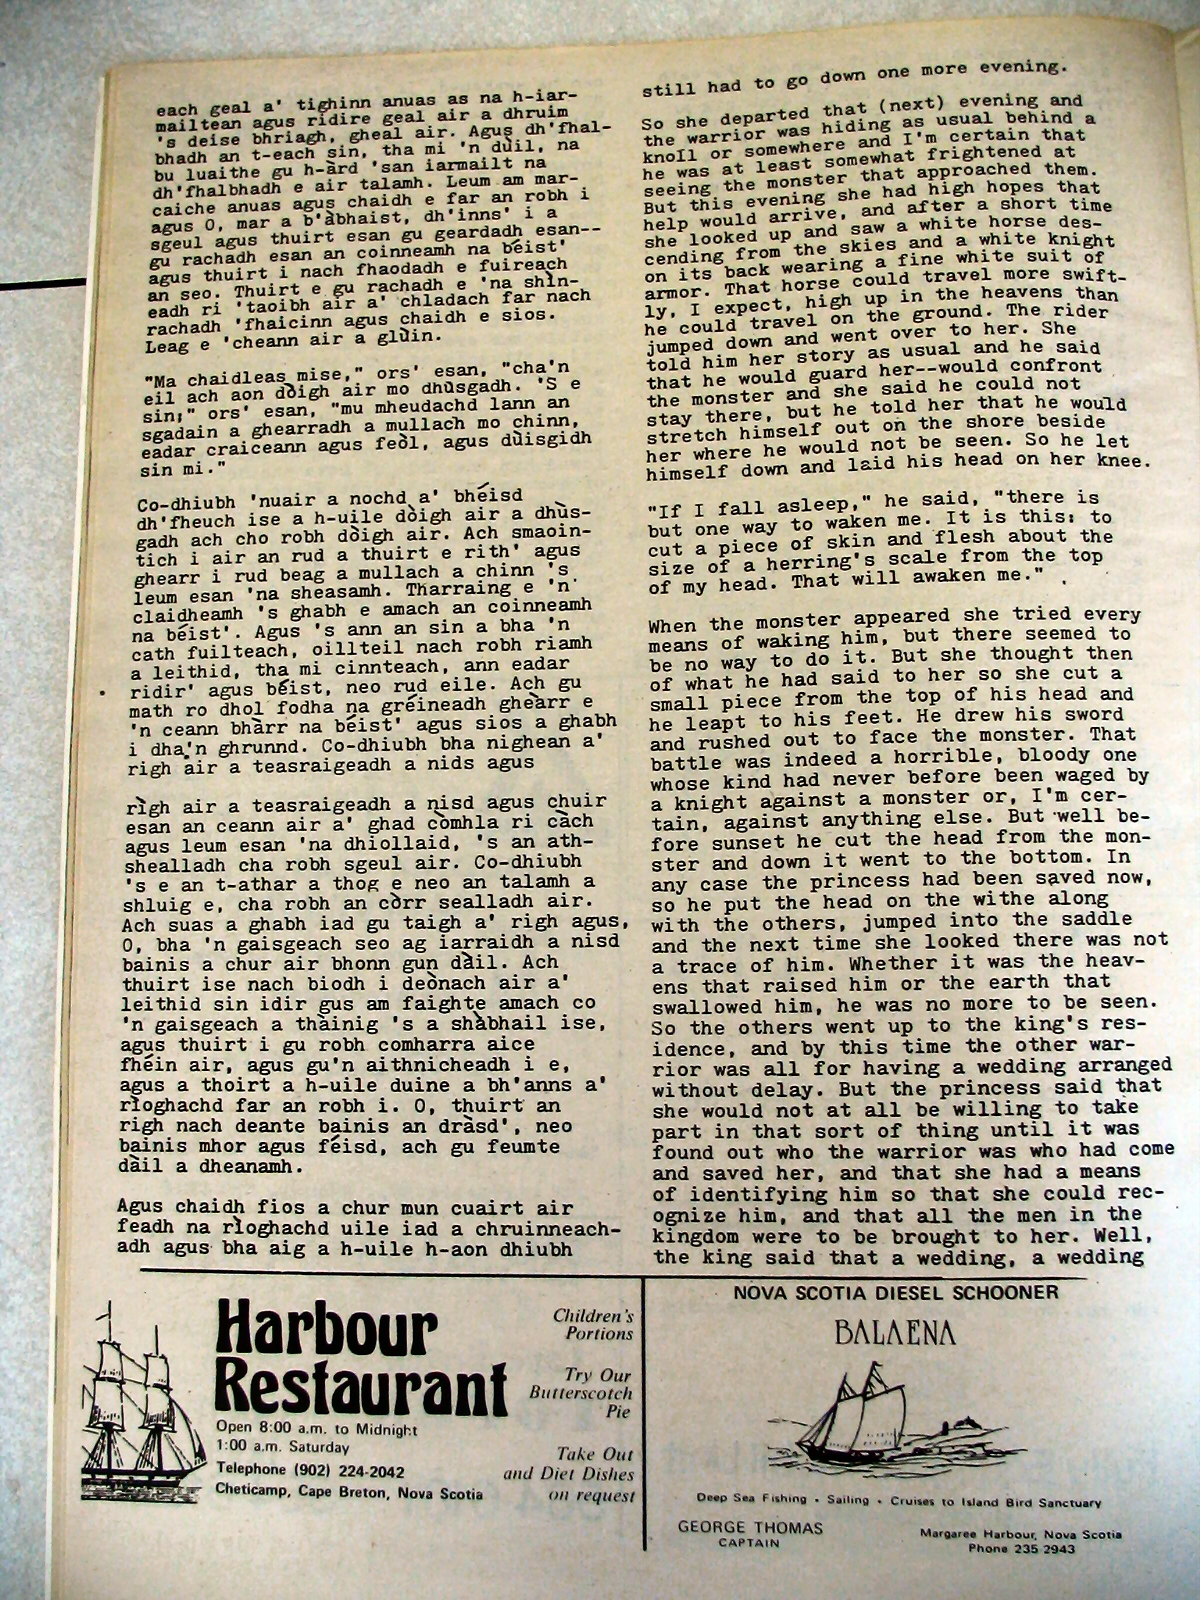 each geal a' tighinn anuas as na h-iar-
mailtean agus ridire geal air a dhruim
's deise bhriagh, gheal air. Agus dh'fhal-
bhadh an t-each sin, tha mi 'n dùil, na
bu luaithe gu h-àrd 'san iarmailt na
dh'fhalbhadh e air talamh. Leum am mar-
caiche anuas agus chaidh e far an robh i
agus O, mar a b'àbhaist, dh'inns' i a
sgeul agus thuirt esan gu geardadh esan--
gu rachadh esan an coinneamh na béist'
agus thuirt i nach fhaodadh e fuireach
an seo. Thuirt e gu rachadh e 'na shìn-
eadh ri 'taoibh air a' chladach far nach
rachadh 'fhaicinn agus chaidh e sios.
Leag e 'cheann air a glùin.
"Ma chaidleas mise," ors' esan, "cha'n
eil ach aon dòigh air mo dhùsgadh. 'S e
sin;" ors' esan, "mu mheudachd lann an
sgadain a ghearradh a mullach mo chinn,
eadar craiceann agus feòl, agus dùisgidh
sin mi."
Co-dhiubh 'nuair a nochd a' bhéisd
dh'fheuch ise a h-uile dòigh air a dhùs-
gadh ach cho robh dòigh air. Ach smaoin-
tich i air an rud a thuirt e rith' agus
ghearr i rud beag a mullach a chinn 's
leum esan 'na sheasamh. Tharraing e 'n
claidheamh 's ghabh e amach an coinneamh
na béist'. Agus 's ann an sin a bha 'n
cath fuilteach, oillteil nach robh riamh
a leithid, tha mi cinnteach, ann eadar
ridir' agus béist, neo rud eile. Ach gu
math ro dhol fodha na gréineadh ghearr e
'n ceann bhàrr na béist' agus sios a ghabh
i dha'n ghrunnd. Co-dhiubh bha nighean a'
righ air a teasraigeadh a nids agus
rìgh air a teasraigeadh a nisd agus chuir
esan an ceann air a' ghad còmhla ri càch
agus leum esan 'na dhiollaid, 's an ath-
shealladh cha robh sgeul air. Co-dhiubh
's e an t-athar a thog e neo an talamh a
shluig e, cha robh an còrr sealladh air.
Ach suas a ghabh iad gu taigh a' righ agus,
O, bha 'n gaisgeach seo ag iarraidh a nisd
bainis a chur air bhonn gun dàil. Ach
thuirt ise nach biodh i deònach air a'
leithid sin idir gus am faighte amach co
'n gaisgeach a thàinig 's a shàbhail ise,
agus thuirt i gu robh comharra aice
fhéin air, agus gu'n aithnicheadh i e,
agus a thoirt a h-uile duine a bh'anns a'
rìoghachd far an robh i. O, thuirt an
righ nach deante bainis an dràsd', neo
bainis mhor agus féisd, ach gu feumte
dàil a dheanamh.
Agus chaidh fios a chur mun cuairt air
feadh na rìoghachd uile iad a chruinneach-
adh agus bha aig a h-uile h-aon dhiubh
still had to go down one more evening.
So she departed that (next) evening and
the warrior was hiding as usual behind a
knoll or somewhere and I'm certain that
he was at least somewhat frightened at
seeing the monster that approached them.
But this evening she had high hopes that
help would arrive, and after a short time
she looked up and saw a white horse des-
cending from the skies and a white knight
on its back wearing a fine white suit of
armor. That horse could travel more swift-
ly, I expect, high up in the heavens than
he could travel on the ground. The rider
jumped down and went over to her. She
told him her story as usual and he said
that he would guard her--would confront
the monster and she said he could not
stay there, but he told her that he would
stretch himself out on the shore beside
her where he would not be seen. So he let
himself down and laid his head on her knee.
"If I fall asleep," he said, "there is
but one way to waken me. It is this: to
cut a piece of skin and flesh about the
size of a herring's scale from the top
of my head. That will awaken me."
When the monster appeared she tried every
means of waking him, but there seemed to
be no way to do it. But she thought then
of what he had said to her so she cut a
small piece from the top of his head and
he leapt to his feet. He drew his sword
and rushed out to face the monster. That
battle was indeed a horrible, bloody one
whose kind had never before been waged by
a knight against a monster or, I'm cer-
tain, against anything else. But well be-
fore sunset he cut the head from the mon-
ster and down it went to the bottom. In
any case the princess had been saved now,
so he put the head on the withe along
with the others, jumped into the saddle
and the next time she looked there was not
a trace of him. Whether it was the heav-
ens that raised him or the earth that
swallowed him, he was no more to be seen.
So the others went up to the king's res-
idence, and by this time the other war-
rior was all for having a wedding arranged
without delay. But the princess said that
she would not at all be willing to take
part in that sort of thing until it was
found out who the warrior was who had come
and saved her, and that she had a means
of identifying him so that she could rec-
ognize him, and that all the men in the
kingdom were to be brought to her. Well,
the king said that a wedding, a wedding
Harbour
Restaurant
Open 8:00 a.m. to Midnight
1:00 a.m. Saturday
Telephone (902) 224-2042
Cheticamp, Cape Breton, Nova Scotia
Children's
Portions
Try Our
Butterscotch
Pie
Take Out
and Diet Dishes
on request
NOVA SCOTIA DIESEL SCHOONER
BALAENA
Deep Sea Fishing • Sailing • Cruises to Island Bird Sanctuary
GEORGE THOMAS
CAPTAIN
Margaree Harbour, Nova Scotia
Phone 235 2943